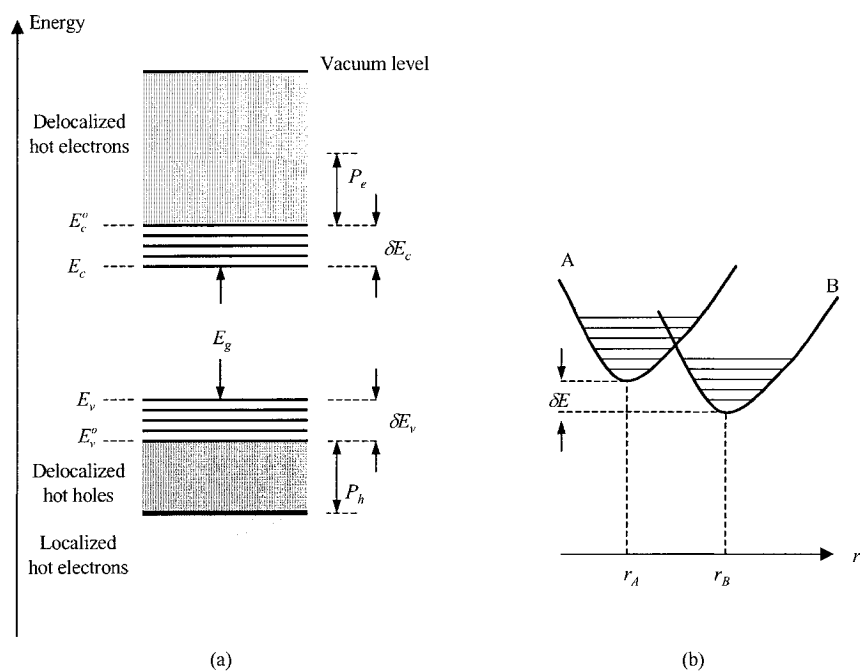 Energy
Vacuum level
Delocalized
hot electrons
P_e
E_c^o
δE_c
E_c
E_g
E_v
δE_v
E_v^o
Delocalized
hot holes
P_h
Localized
hot electrons
(a)
A
B
δE
r
r_A
r_B
(b)